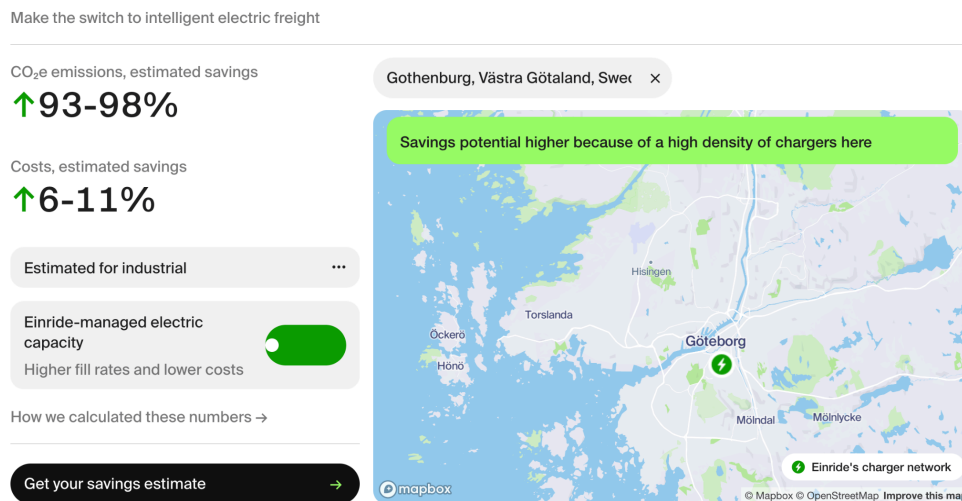 Make the switch to intelligent electric freight
CO₂e emissions, estimated savings
↑93-98%
Costs, estimated savings
↑6-11%
Estimated for industrial
...
Einride-managed electric
capacity
Higher fill rates and lower costs
How we calculated these numbers →
Get your savings estimate →
Gothenburg, Västra Götaland, ×
Savings potential higher because of a high density of chargers here
Hisingen
Torslanda
Öckerö
Göteborg
Hönö
Mölndal
Mölnlycke
Einride's charger network
mapbox
© Mapbox © OpenStreetMap Improve this